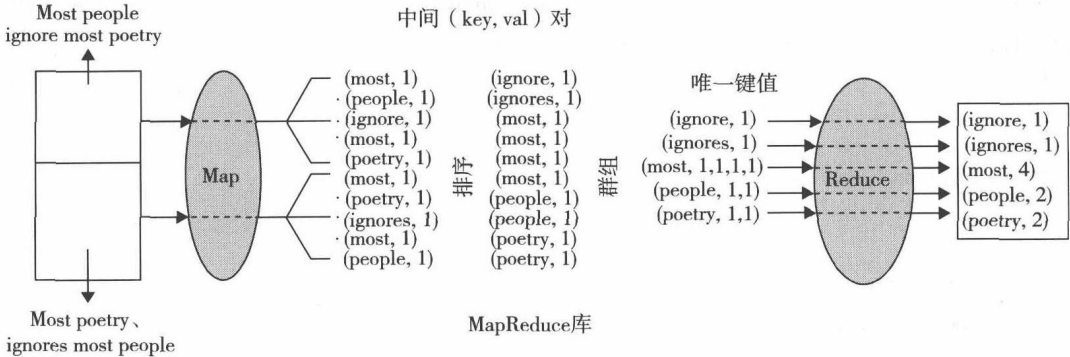 Most people
ignore most poetry
中间（key, val）对
Map
(most, 1)
(people, 1)
(ignore, 1)
(most, 1)
(poetry, 1)
(most, 1)
(poetry, 1)
(ignores, 1)
(most, 1)
(people, 1)
排序
(ignore, 1)
(ignores, 1)
(most, 1)
(most, 1)
(most, 1)
(most, 1)
(people, 1)
(people, 1)
(poetry, 1)
(poetry, 1)
群组
唯一键值
(ignore, 1)
(ignores, 1)
(most, 1,1,1,1)
(people, 1,1)
(poetry, 1,1)
Reduce
(ignore, 1)
(ignores, 1)
(most, 4)
(people, 2)
(poetry, 2)
Most poetry、
ignores most people
MapReduce库